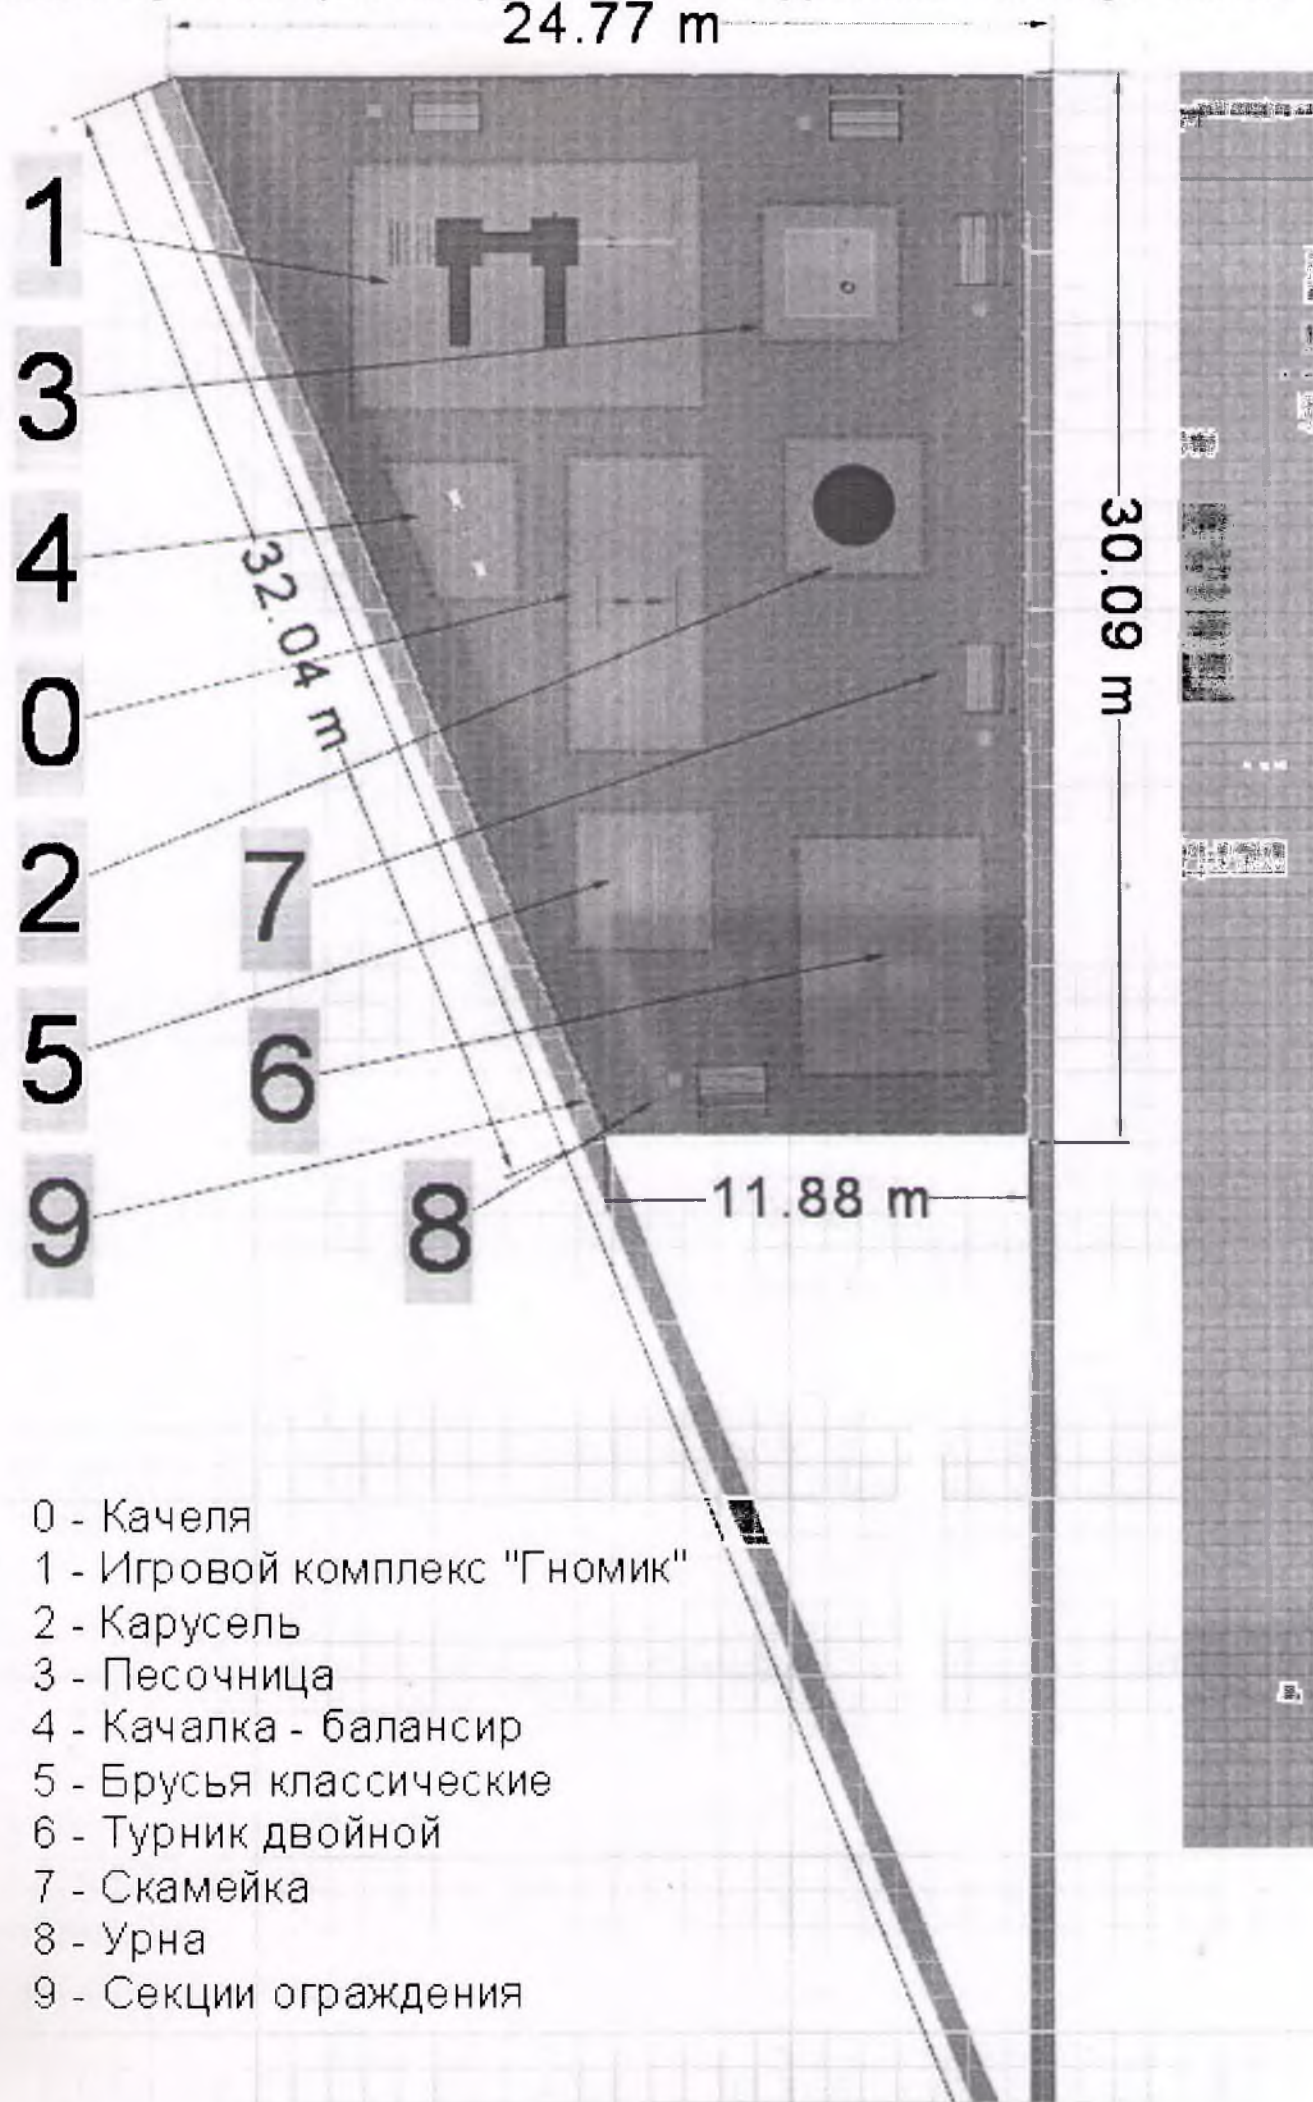 24.77 m
1
3
4
0
2
5
9
7
6
8
32.04 m
30.09 m
11.88 m
0 - Качеля
1 - Игровой комплекс "Гномик"
2 - Карусель
3 - Песочница
4 - Качалка - балансир
5 - Брусья классические
6 - Турник двойной
7 - Скамейка
8 - Урна
9 - Секции ограждения